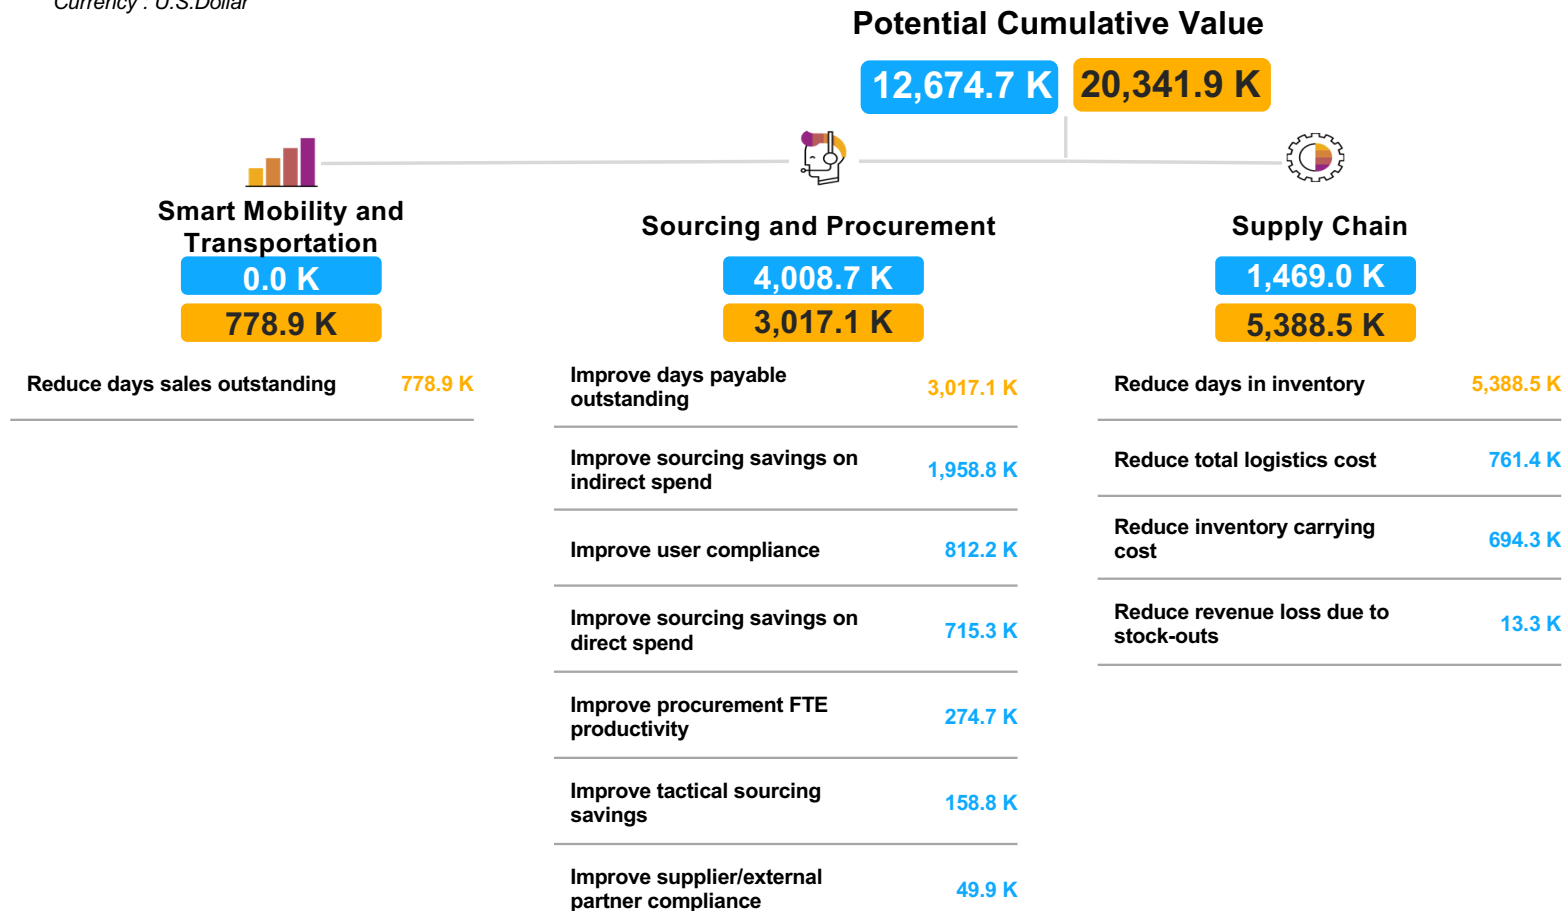 Currency : U.S.Dollar
Potential Cumulative Value
12,674.7 K
20,341.9 K
Smart Mobility and
Transportation
0.0 K
778.9 K
Reduce days sales outstanding 778.9 K
Sourcing and Procurement
4,008.7 K
3,017.1 K
Improve days payable
outstanding 3,017.1 K
Improve sourcing savings on
indirect spend 1,958.8 K
Improve user compliance 812.2 K
Improve sourcing savings on
direct spend 715.3 K
Improve procurement FTE
productivity 274.7 K
Improve tactical sourcing
savings 158.8 K
Improve supplier/external
partner compliance 49.9 K
Supply Chain
1,469.0 K
5,388.5 K
Reduce days in inventory 5,388.5 K
Reduce total logistics cost 761.4 K
Reduce inventory carrying
cost 694.3 K
Reduce revenue loss due to
stock-outs 13.3 K